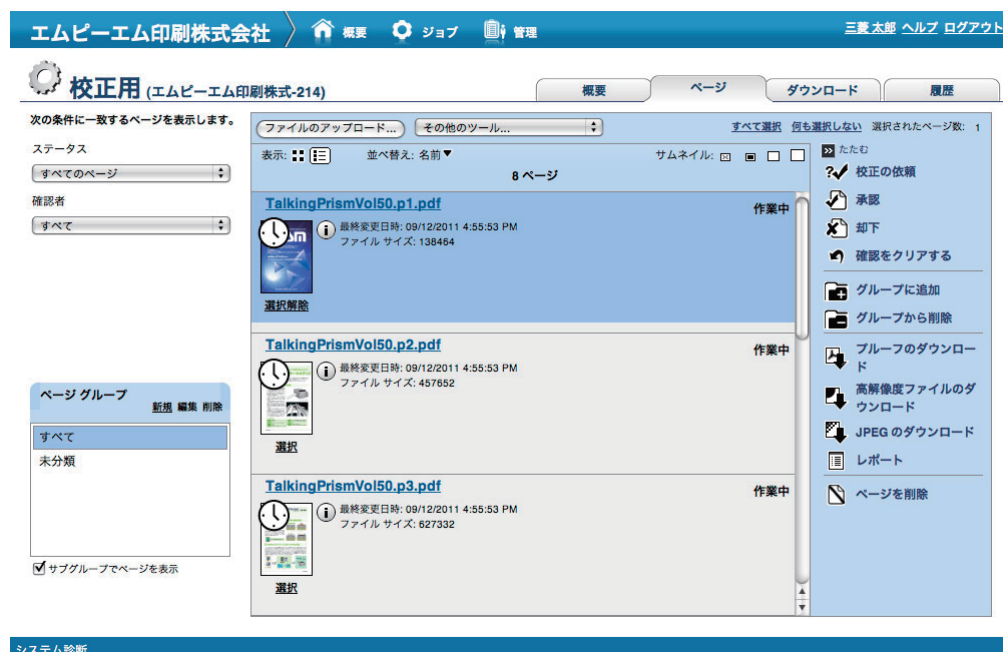 エムピーエム印刷株式会社
概要
ジョブ
管理
三菱 太郎 ヘルプ ログアウト
校正用 (エムピーエム印刷株式-214)
概要
ページ
ダウンロード
履歴
次の条件に一致するページを表示します。
ステータス
すべてのページ
確認者
すべて
ページ グループ
新規 編集 削除
すべて
未分類
サブグループでページを表示
ファイルのアップロード...
その他のツール...
すべて選択 何も選択しない 選択されたページ数: 1
表示:
並べ替え: 名前▼
サムネイル:
8 ページ
TalkingPrismVol50.p1.pdf
作業中
最終変更日時: 09/12/2011 4:55:53 PM
ファイル サイズ: 138464
選択解除
TalkingPrismVol50.p2.pdf
作業中
最終変更日時: 09/12/2011 4:55:53 PM
ファイル サイズ: 457652
選択
TalkingPrismVol50.p3.pdf
作業中
最終変更日時: 09/12/2011 4:55:53 PM
ファイル サイズ: 627332
選択
たたむ
校正の依頼
承認
却下
確認をクリアする
グループに追加
グループから削除
プルーフのダウンロー
ド
高解像度ファイルのダ
ウンロード
JPEG のダウンロード
レポート
ページを削除
システム診断